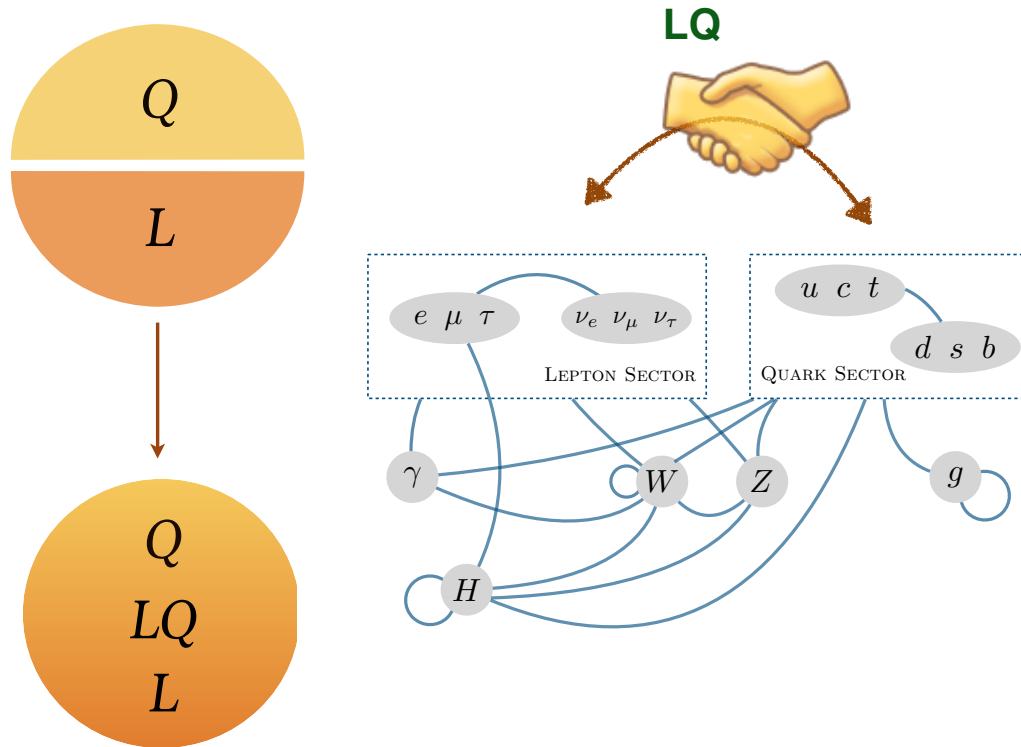 Q
L
Q
LQ
L
LQ
e μ τ
ν_e ν_μ ν_τ
LEPTON SECTOR
u c t
d s b
QUARK SECTOR
γ
W
Z
g
H